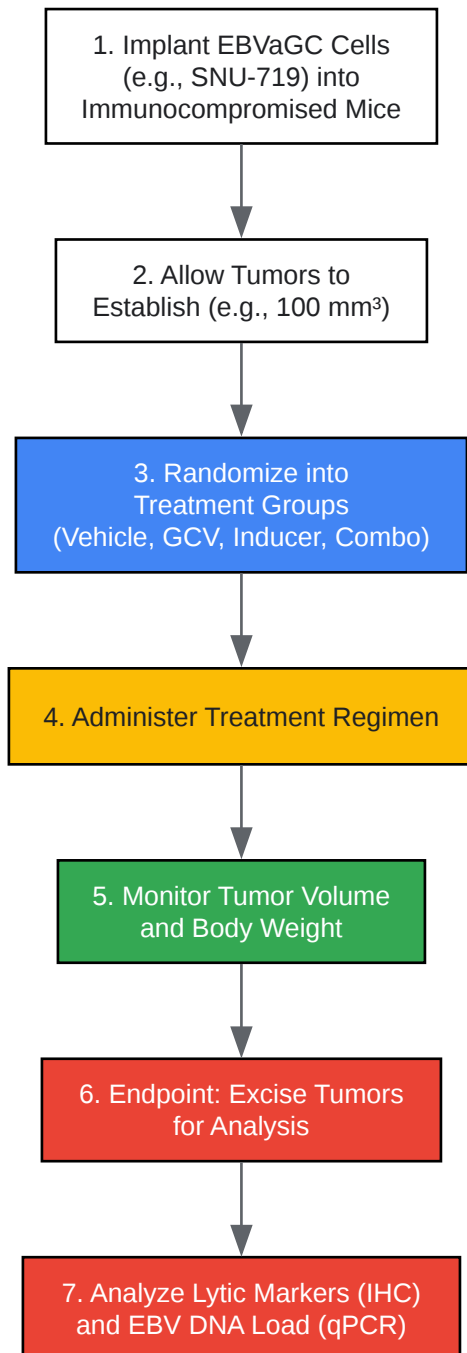 1. Implant EBVaGC Cells
(e.g., SNU-719) into
Immunocompromised Mice
2. Allow Tumors to
Establish (e.g., 100 mm³)
3. Randomize into
Treatment Groups
(Vehicle, GCV, Inducer, Combo)
4. Administer Treatment Regimen
5. Monitor Tumor Volume
and Body Weight
6. Endpoint: Excise Tumors
for Analysis
7. Analyze Lytic Markers (IHC)
and EBV DNA Load (qPCR)